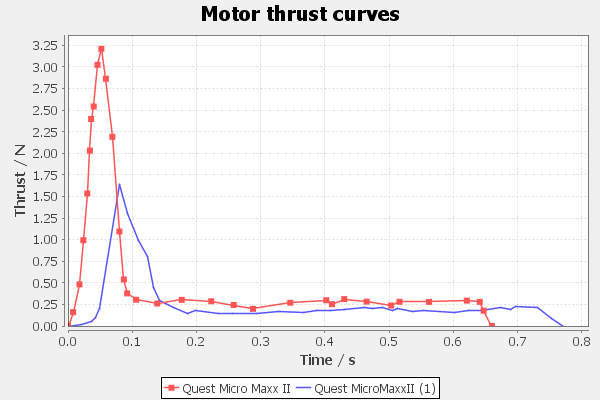 Motor thrust curves
Thrust / N
3.25
3.00
2.75
2.50
2.25
2.00
1.75
1.50
1.25
1.00
0.75
0.50
0.25
0.00
0.0 0.1 0.2 0.3 0.4 0.5 0.6 0.7 0.8
Time / s
Quest Micro Maxx II Quest MicroMaxxII (1)